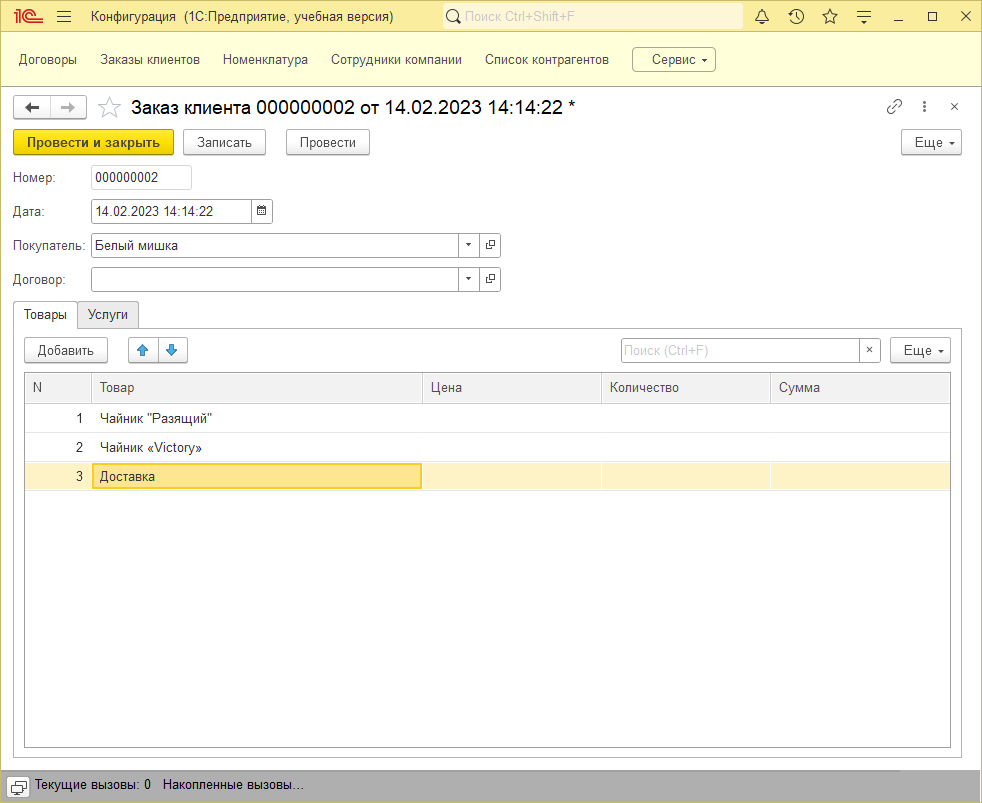 1С Конфигурация (1С:Предприятие, учебная версия) Поиск Ctrl+Shift+F
Договоры Заказы клиентов Номенклатура Сотрудники компании Список контрагентов Сервис
Заказ клиента 000000002 от 14.02.2023 14:14:22 *
Провести и закрыть Записать Провести Еще
Номер: 000000002
Дата: 14.02.2023 14:14:22
Покупатель: Белый мишка
Договор:
Товары Услуги
Добавить Поиск (Ctrl+F) × Еще
N Товар Цена Количество Сумма
1 Чайник "Разящий"
2 Чайник «Victory»
3 Доставка
Текущие вызовы: 0 Накопленные вызовы…